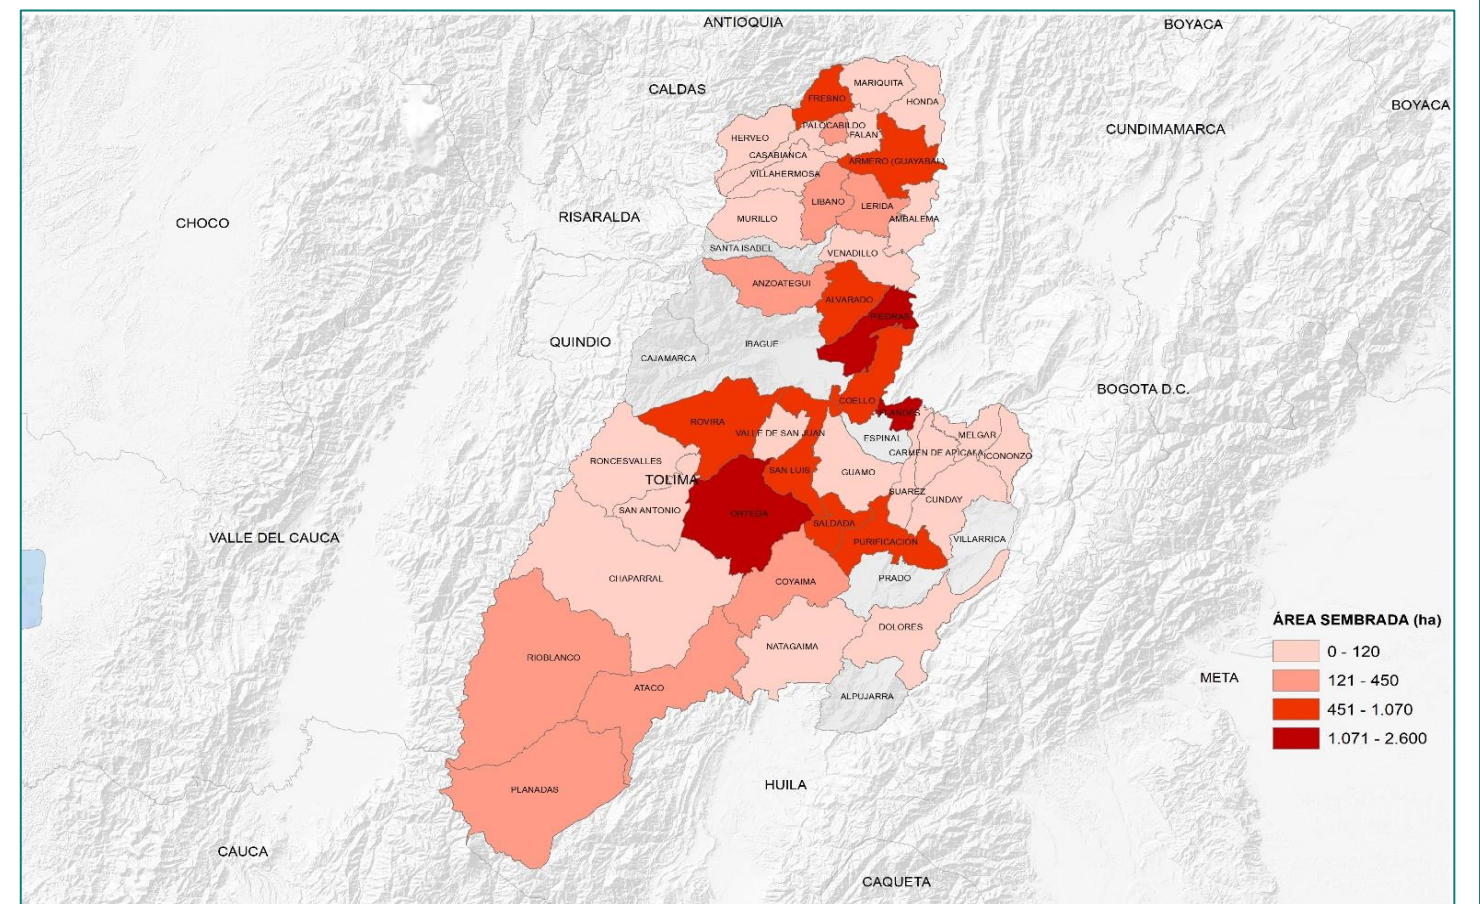 ANTIOQUIA
BOYACA
CALDAS
MARIQUITA
FRESNO
HONDA
BOYACA
PALOCABILDO
FALAN
CUNDIMAMARCA
HERVEO
CASABIANCA
ARMERO (GUAYABAL)
VILLAHERMOSA
LIBANO
LERIDA
RISARALDA
MURILLO
AMBALEMA
CHOCO
SANTA ISABEL
VENADILLO
ANZOATEGUI
ALVARADO
PIEDRAS
QUINDIO
IBAGUE
CAJAMARCA
BOGOTA D.C.
COELLO
FLANDES
ROVIRA
VALLE DE SAN JUAN
ESPINAL
MELGAR
CARMEN DE APICALA
ICONONZO
RONCESVALLES
SAN LUIS
GUAMO
TOLIMA
SUAREZ
CUNDAY
SAN ANTONIO
ORTEGA
SALDADA
VALLE DEL CAUCA
PURIFICACION
VILLARRICA
CHAPARRAL
COYAIMA
PRADO
DOLORES
NATAGAIMA
RIOBLANCO
ATACO
ALPUJARRA
META
PLANADAS
HUILA
CAUCA
CAQUETA
ÁREA SEMBRADA (ha)
0 - 120
121 - 450
451 - 1.070
1.071 - 2.600